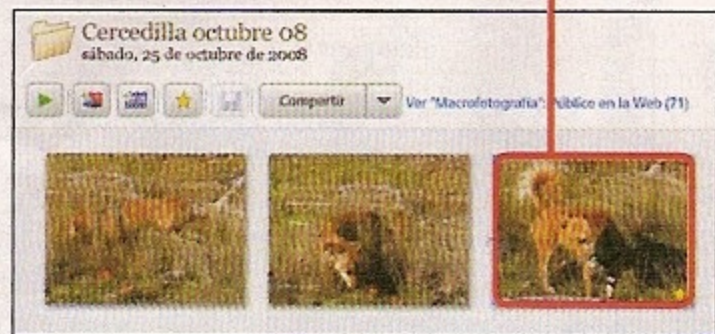 Cercedilla octubre 08
sábado, 25 de octubre de 2008
Compartir Ver "Macrofotografía": Público en la Web (71)